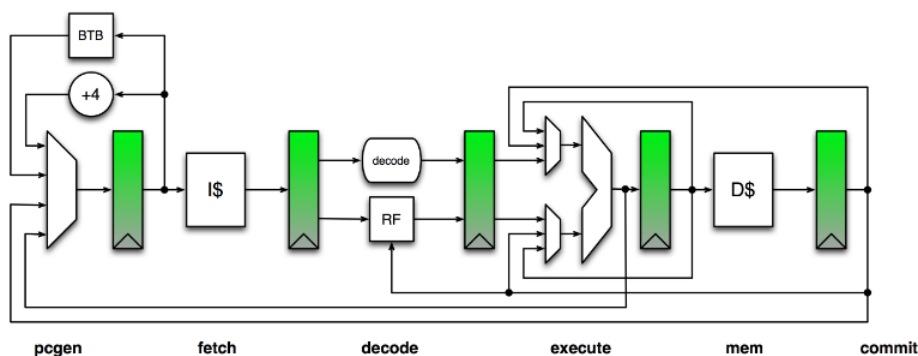 BTB
+4
I$
decode
RF
D$
pcgen fetch decode execute mem commit